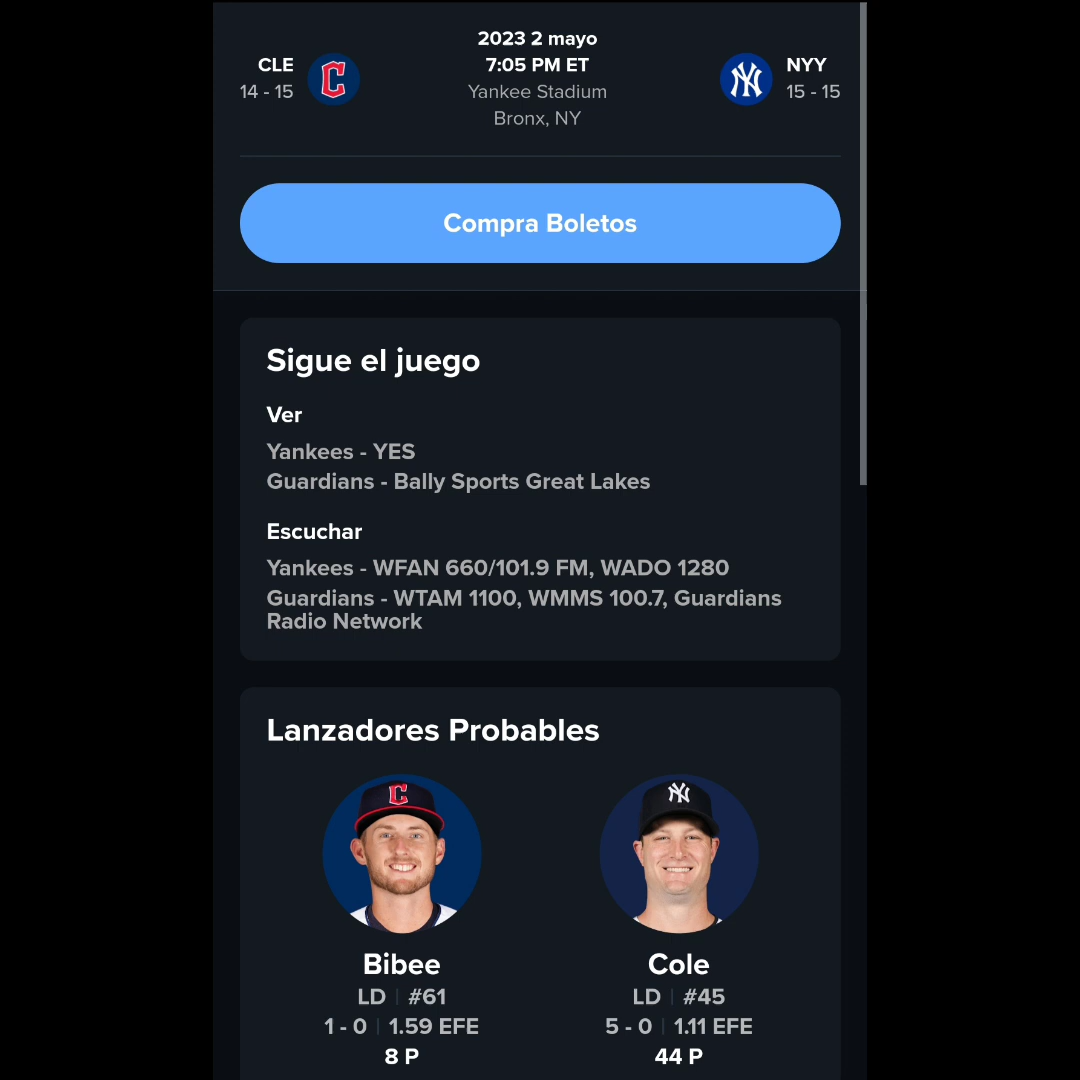 2023 2 mayo
CLE
7:05 PM ET
NYY
14 - 15
Yankee Stadium
15 - 15
Bronx, NY
Compra Boletos
Sigue el juego
Ver
Yankees - YES
Guardians - Bally Sports Great Lakes
Escuchar
Yankees - WFAN 660/101.9 FM, WADO 1280
Guardians - WTAM 1100, WMMS 100.7, Guardians
Radio Network
Lanzadores Probables
Bibee
LD | #61
1 - 0 | 1.59 EFE
8 P
Cole
LD | #45
5 - 0 | 1.11 EFE
44 P